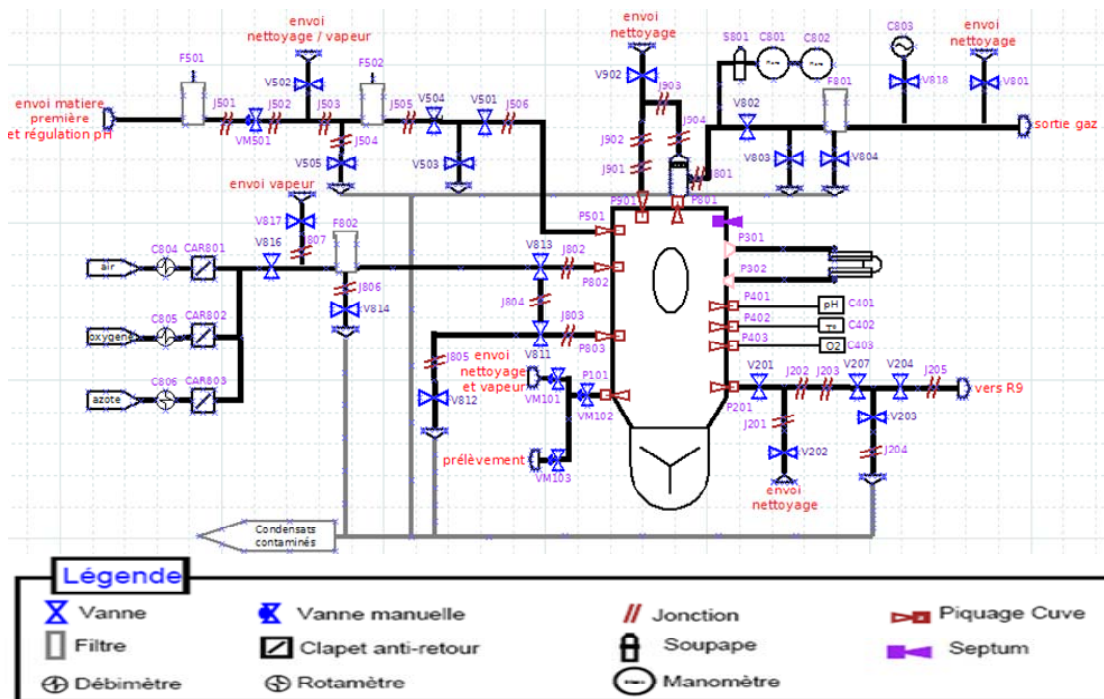 envoi
nettoyage / vapeur
envoi
nettoyage
S801
C801
C802
C803
envoi
nettoyage
F501
V502
F502
V902
J903
F801
V818
V801
envoi matiere
première
et régulation pH
J501
J502
J503
J505
V504
V501
J506
J902
J904
V802
sortie gaz
VM501
J504
V505
V503
J901
J801
V803
V804
envoi vapeur
P901
P801
V817
J807
F802
P501
P301
C804
CAR801
V816
V813
J802
air
P802
P302
J806
J804
P401
pH
C401
C805
CAR802
V814
J803
P402
T°
C402
oxygene
P403
O2
C403
J805
envoi
nettoyage
et vapeur
V811
P803
C806
CAR803
P101
V201
J202
J203
V207
V204
J205
azote
V812
VM101
VM102
P201
vers R9
J201
V203
prélèvement
VM103
V202
J204
envoi
nettoyage
Condensats
contaminés
Légende
Vanne
Vanne manuelle
Jonction
Piquage Cuve
Filtre
Clapet anti-retour
Soupape
Septum
Débimètre
Rotamètre
Manomètre